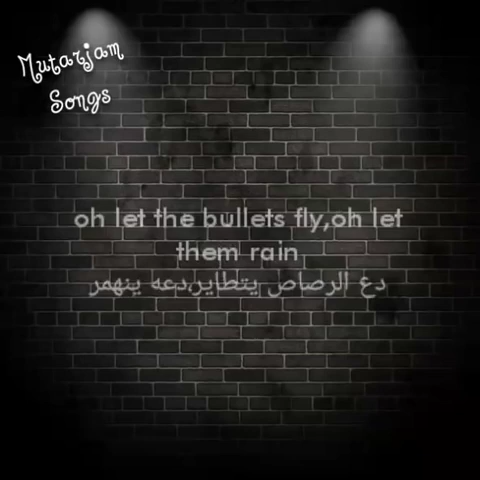 Mutarjam
Songs
oh let the bullets fly,oh let
them rain
دع الرصاص يتطاير,دعه ينهمر